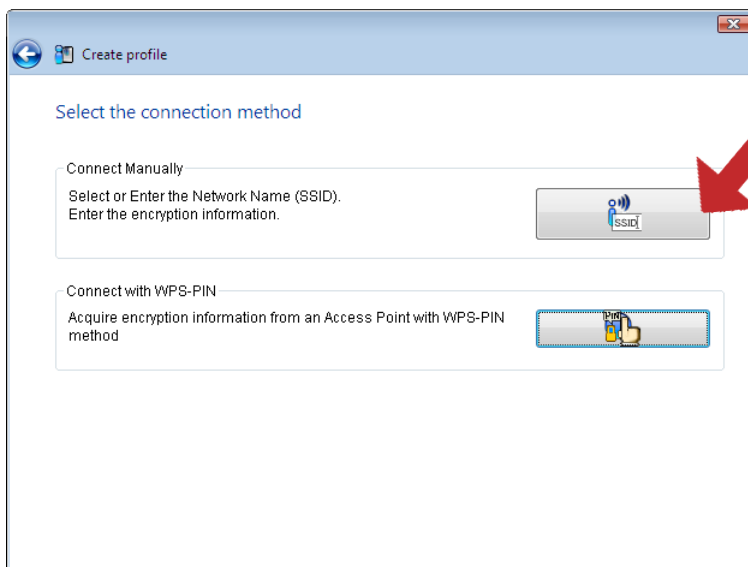 Create profile
Select the connection method
Connect Manually
Select or Enter the Network Name (SSID).
Enter the encryption information.
SSID
Connect with WPS-PIN
Acquire encryption information from an Access Point with WPS-PIN
method
PIN